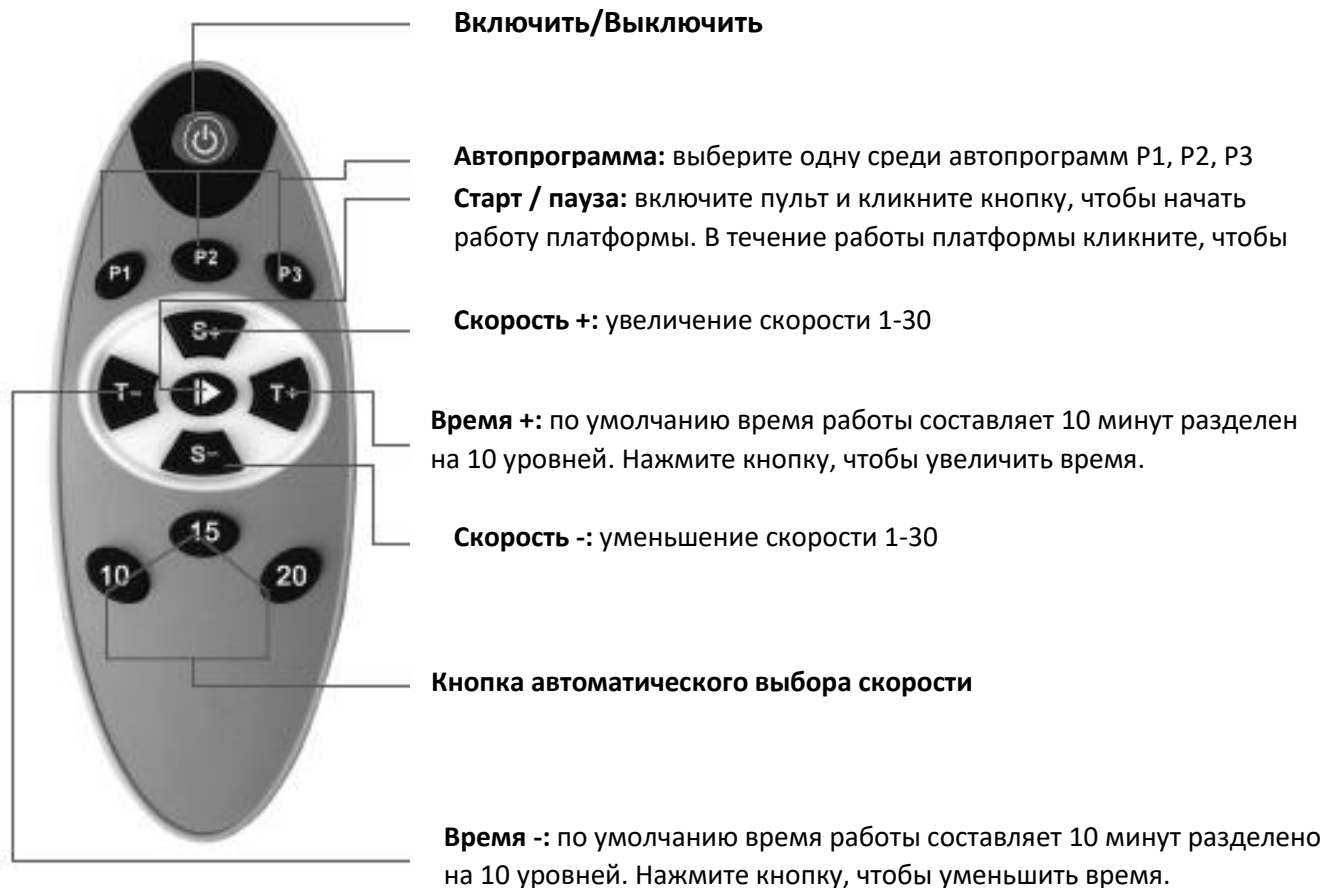 Включить/Выключить
Автопрограмма: выберите одну среди автопрограмм P1, P2, P3
Старт / пауза: включите пульт и кликните кнопку, чтобы начать
работу платформы. В течение работы платформы кликните, чтобы
P1
P2
P3
Скорость +: увеличение скорости 1-30
S+
T-
T+
S-
Время +: по умолчанию время работы составляет 10 минут разделен
на 10 уровней. Нажмите кнопку, чтобы увеличить время.
Скорость -: уменьшение скорости 1-30
15
10
20
Кнопка автоматического выбора скорости
Время -: по умолчанию время работы составляет 10 минут разделено
на 10 уровней. Нажмите кнопку, чтобы уменьшить время.